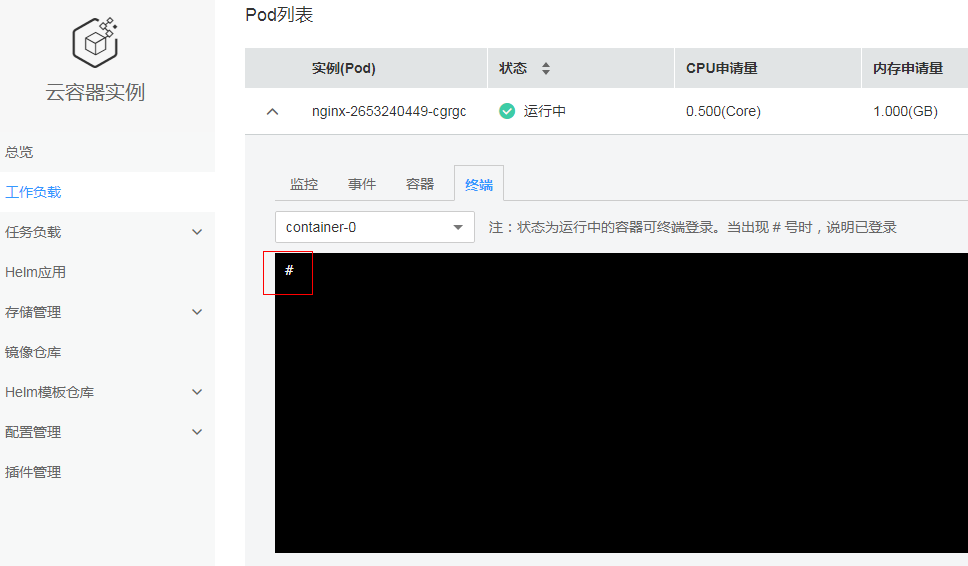 云容器实例
总览
工作负载
任务负载
Helm应用
存储管理
镜像仓库
Helm模板仓库
配置管理
插件管理
Pod列表
实例(Pod) 状态 CPU申请量 内存申请量
nginx-2653240449-cgrgc 运行中 0.500(Core) 1.000(GB)
监控 事件 容器 终端
container-0 注：状态为运行中的容器可终端登录。当出现 # 号时，说明已登录
#